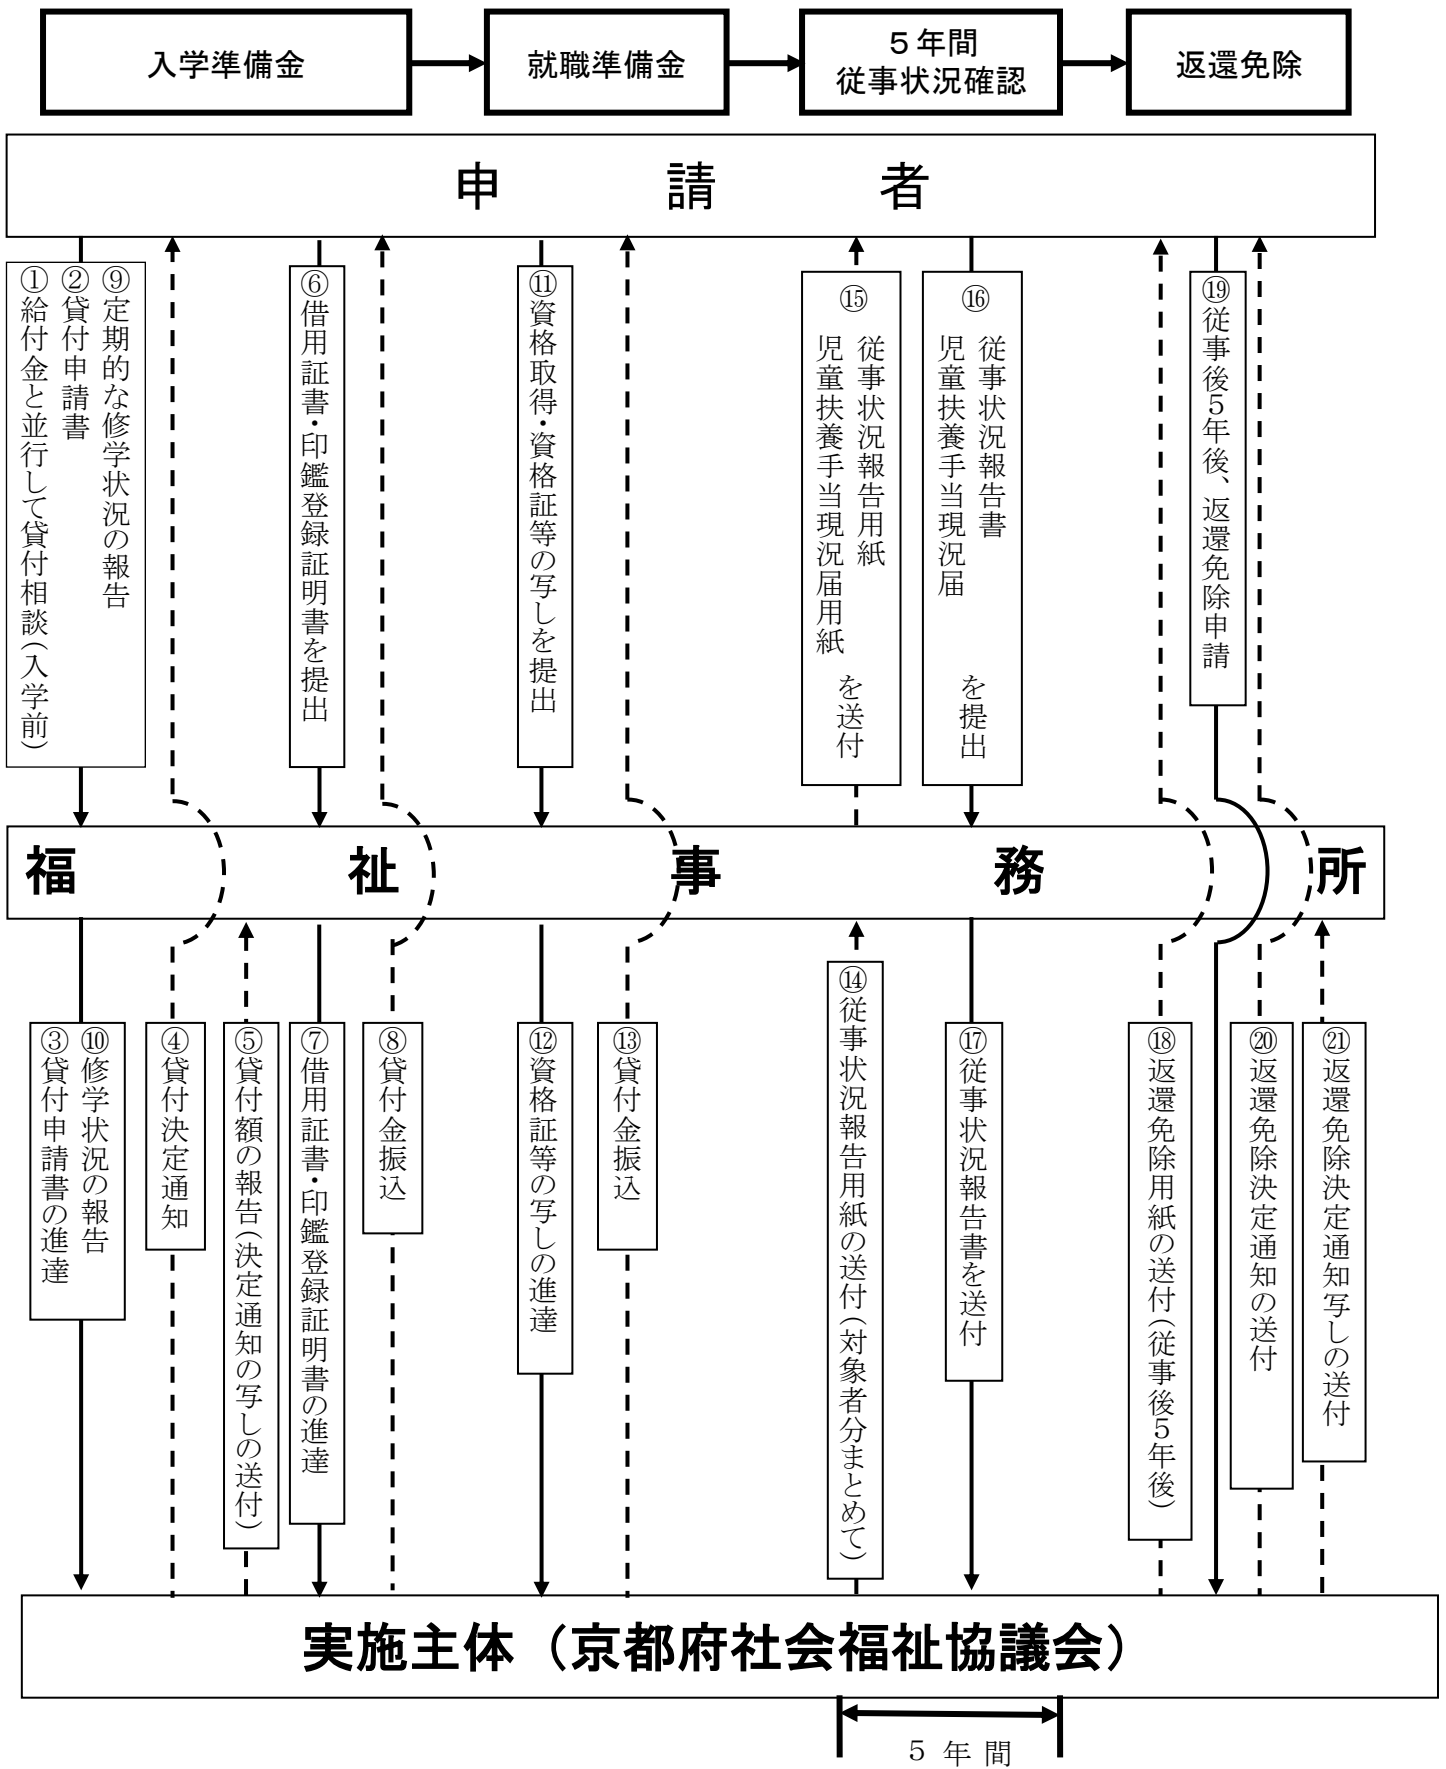 入学準備金
就職準備金
５年間
従事状況確認
返還免除
申請者
⑨定期的な修学状況の報告
②貸付申請書
①給付金と並行して貸付相談(入学前)
⑥借用証書・印鑑登録証明書を提出
⑪資格取得・資格証等の写しを提出
⑮
従事状況報告用紙
児童扶養手当現況届用紙
を送付
⑯
従事状況報告書
児童扶養手当現況届
を提出
⑲従事後５年後、返還免除申請
福祉事務所
⑩修学状況の報告
③貸付申請書の進達
④貸付決定通知
⑤貸付額の報告(決定通知の写しの送付)
⑦借用証書・印鑑登録証明書の進達
⑧貸付金振込
⑫資格証等の写しの進達
⑬貸付金振込
⑭従事状況報告用紙の送付(対象者分まとめて)
⑰従事状況報告書を送付
⑱返還免除用紙の送付(従事後５年後)
⑳返還免除決定通知の送付
㉑返還免除決定通知写しの送付
実施主体（京都府社会福祉協議会）
５年間